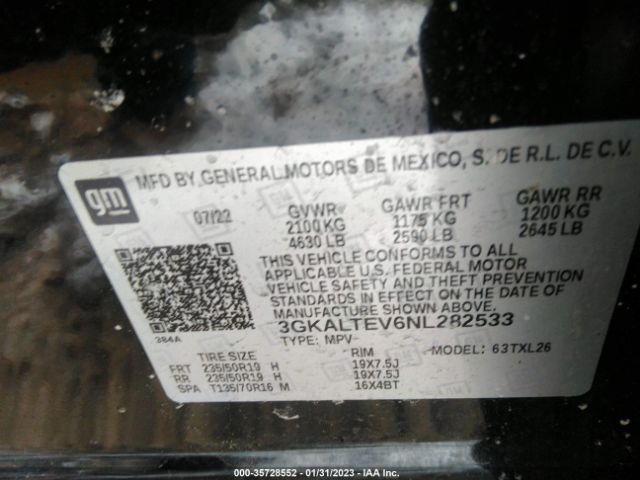 gm
MFD BY GENERAL MOTORS DE MEXICO, S. DE R.L. DE C.V.
07/22 GVWR GAWR FRT GAWR RR
2100 KG 1175 KG 1200 KG
4630 LB 2590 LB 2645 LB
THIS VEHICLE CONFORMS TO ALL
APPLICABLE U.S. FEDERAL MOTOR
VEHICLE SAFETY AND THEFT PREVENTION
STANDARDS IN EFFECT ON THE DATE OF
MANUFACTURE SHOWN ABOVE.
3GKALTEV6NL282533
384A TYPE: MPV MODEL: 63TXL26
TIRE SIZE RIM
FRT 235/50R19 H 19X7.5J
RR 235/50R19 H 19X7.5J
SPA T135/70R16 M 16X4BT
000-35728552 - 01/31/2023 - IAA Inc.